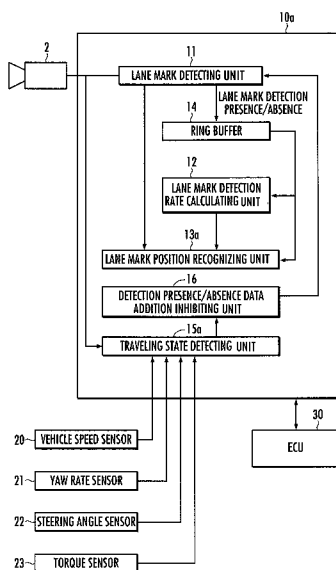 10a
2
11
LANE MARK DETECTING UNIT
LANE MARK DETECTION
PRESENCE/ABSENCE
14
RING BUFFER
12
LANE MARK DETECTION
RATE CALCULATING UNIT
13a
LANE MARK POSITION RECOGNIZING UNIT
16
DETECTION PRESENCE/ABSENCE DATA
ADDITION INHIBITING UNIT
15a
TRAVELING STATE DETECTING UNIT
20
VEHICLE SPEED SENSOR
30
ECU
21
YAW RATE SENSOR
22
STEERING ANGLE SENSOR
23
TORQUE SENSOR